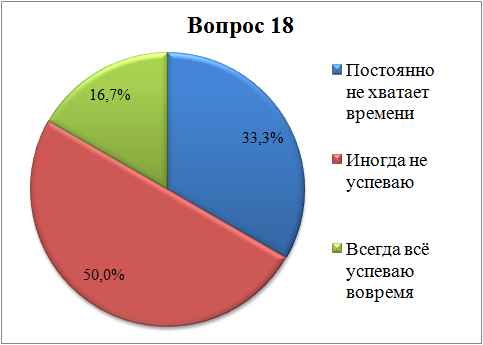 Вопрос 18
16,7%
33,3%
50,0%
Постоянно
не хватает
времени
Иногда не
успеваю
Всегда всё
успеваю
вовремя